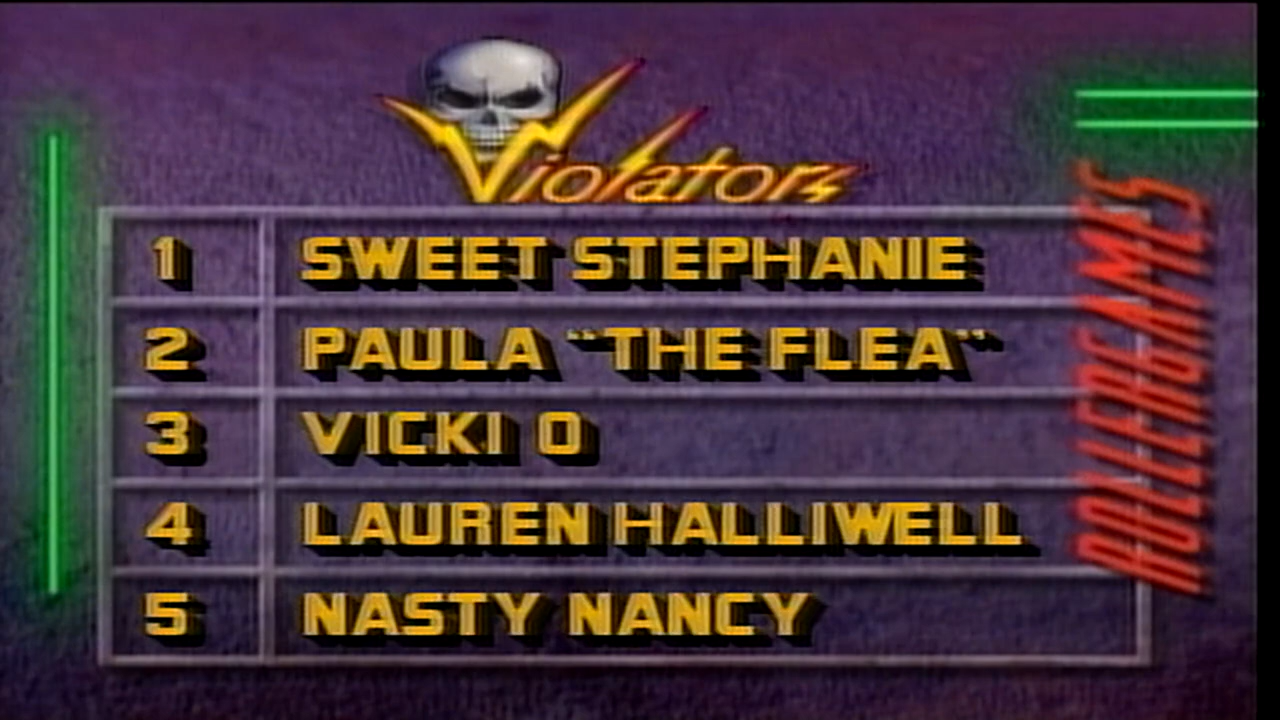 Violators
1 SWEET STEPHANIE
2 PAULA "THE FLEA"
3 VICKI O
4 LAUREN HALLIWELL
5 NASTY NANCY
ROLLERGAMES